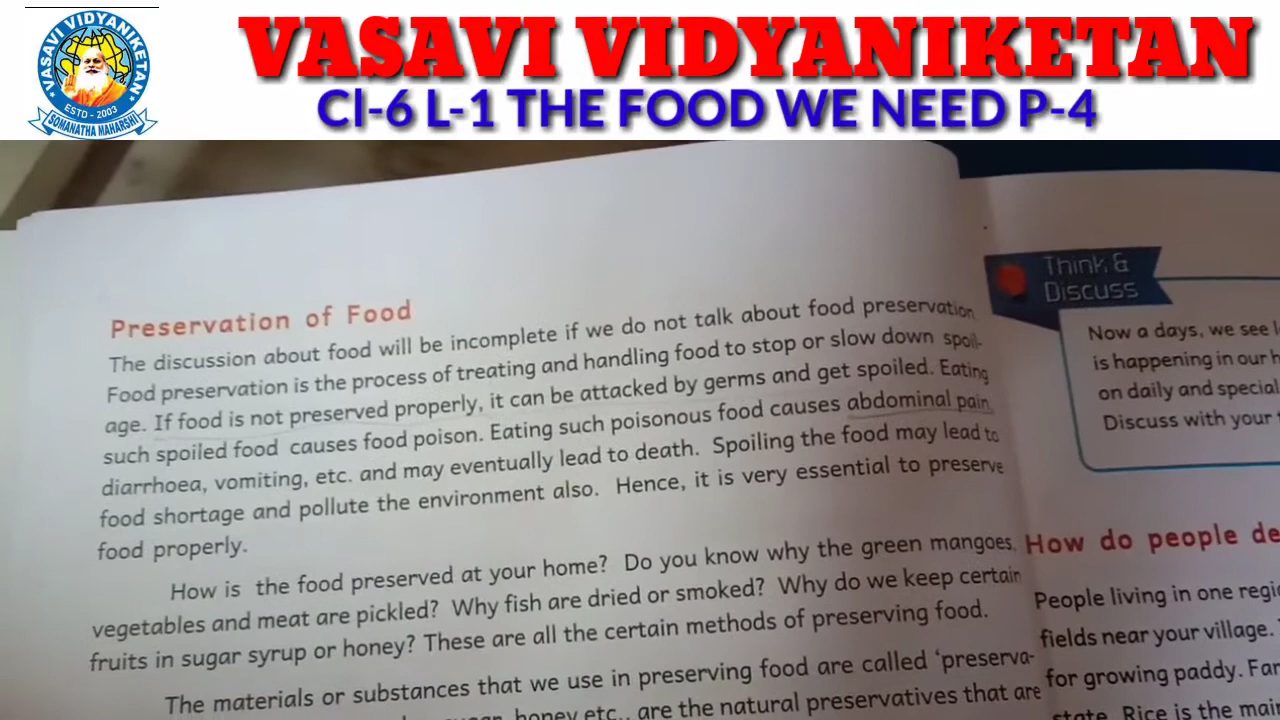 VASAVI VIDYANIKETAN
VASAVI VIDYANIKETAN
ESTD - 2003
SOMANATHA MAHARSHI
Cl-6 L-1 THE FOOD WE NEED P-4
Preservation of Food
The discussion about food will be incomplete if we do not talk about food preservation
Food preservation is the process of treating and handling food to stop or slow down spoil-
age. If food is not preserved properly, it can be attacked by germs and get spoiled. Eating
such spoiled food causes food poison. Eating such poisonous food causes abdominal pain
diarrhoea, vomiting, etc. and may eventually lead to death. Spoiling the food may lead to
food shortage and pollute the environment also. Hence, it is very essential to preserve
food properly.
How is the food preserved at your home? Do you know why the green mangoes,
vegetables and meat are pickled? Why fish are dried or smoked? Why do we keep certain
fruits in sugar syrup or honey? These are all the certain methods of preserving food.
The materials or substances that we use in preserving food are called 'preserva-
honey etc., are the natural preservatives that are
Think &
Discuss
Now a days, we see
is happening in our
on daily and special
Discuss with your
How do people
People living in one
fields near your village.
for growing paddy.
state. Rice is the